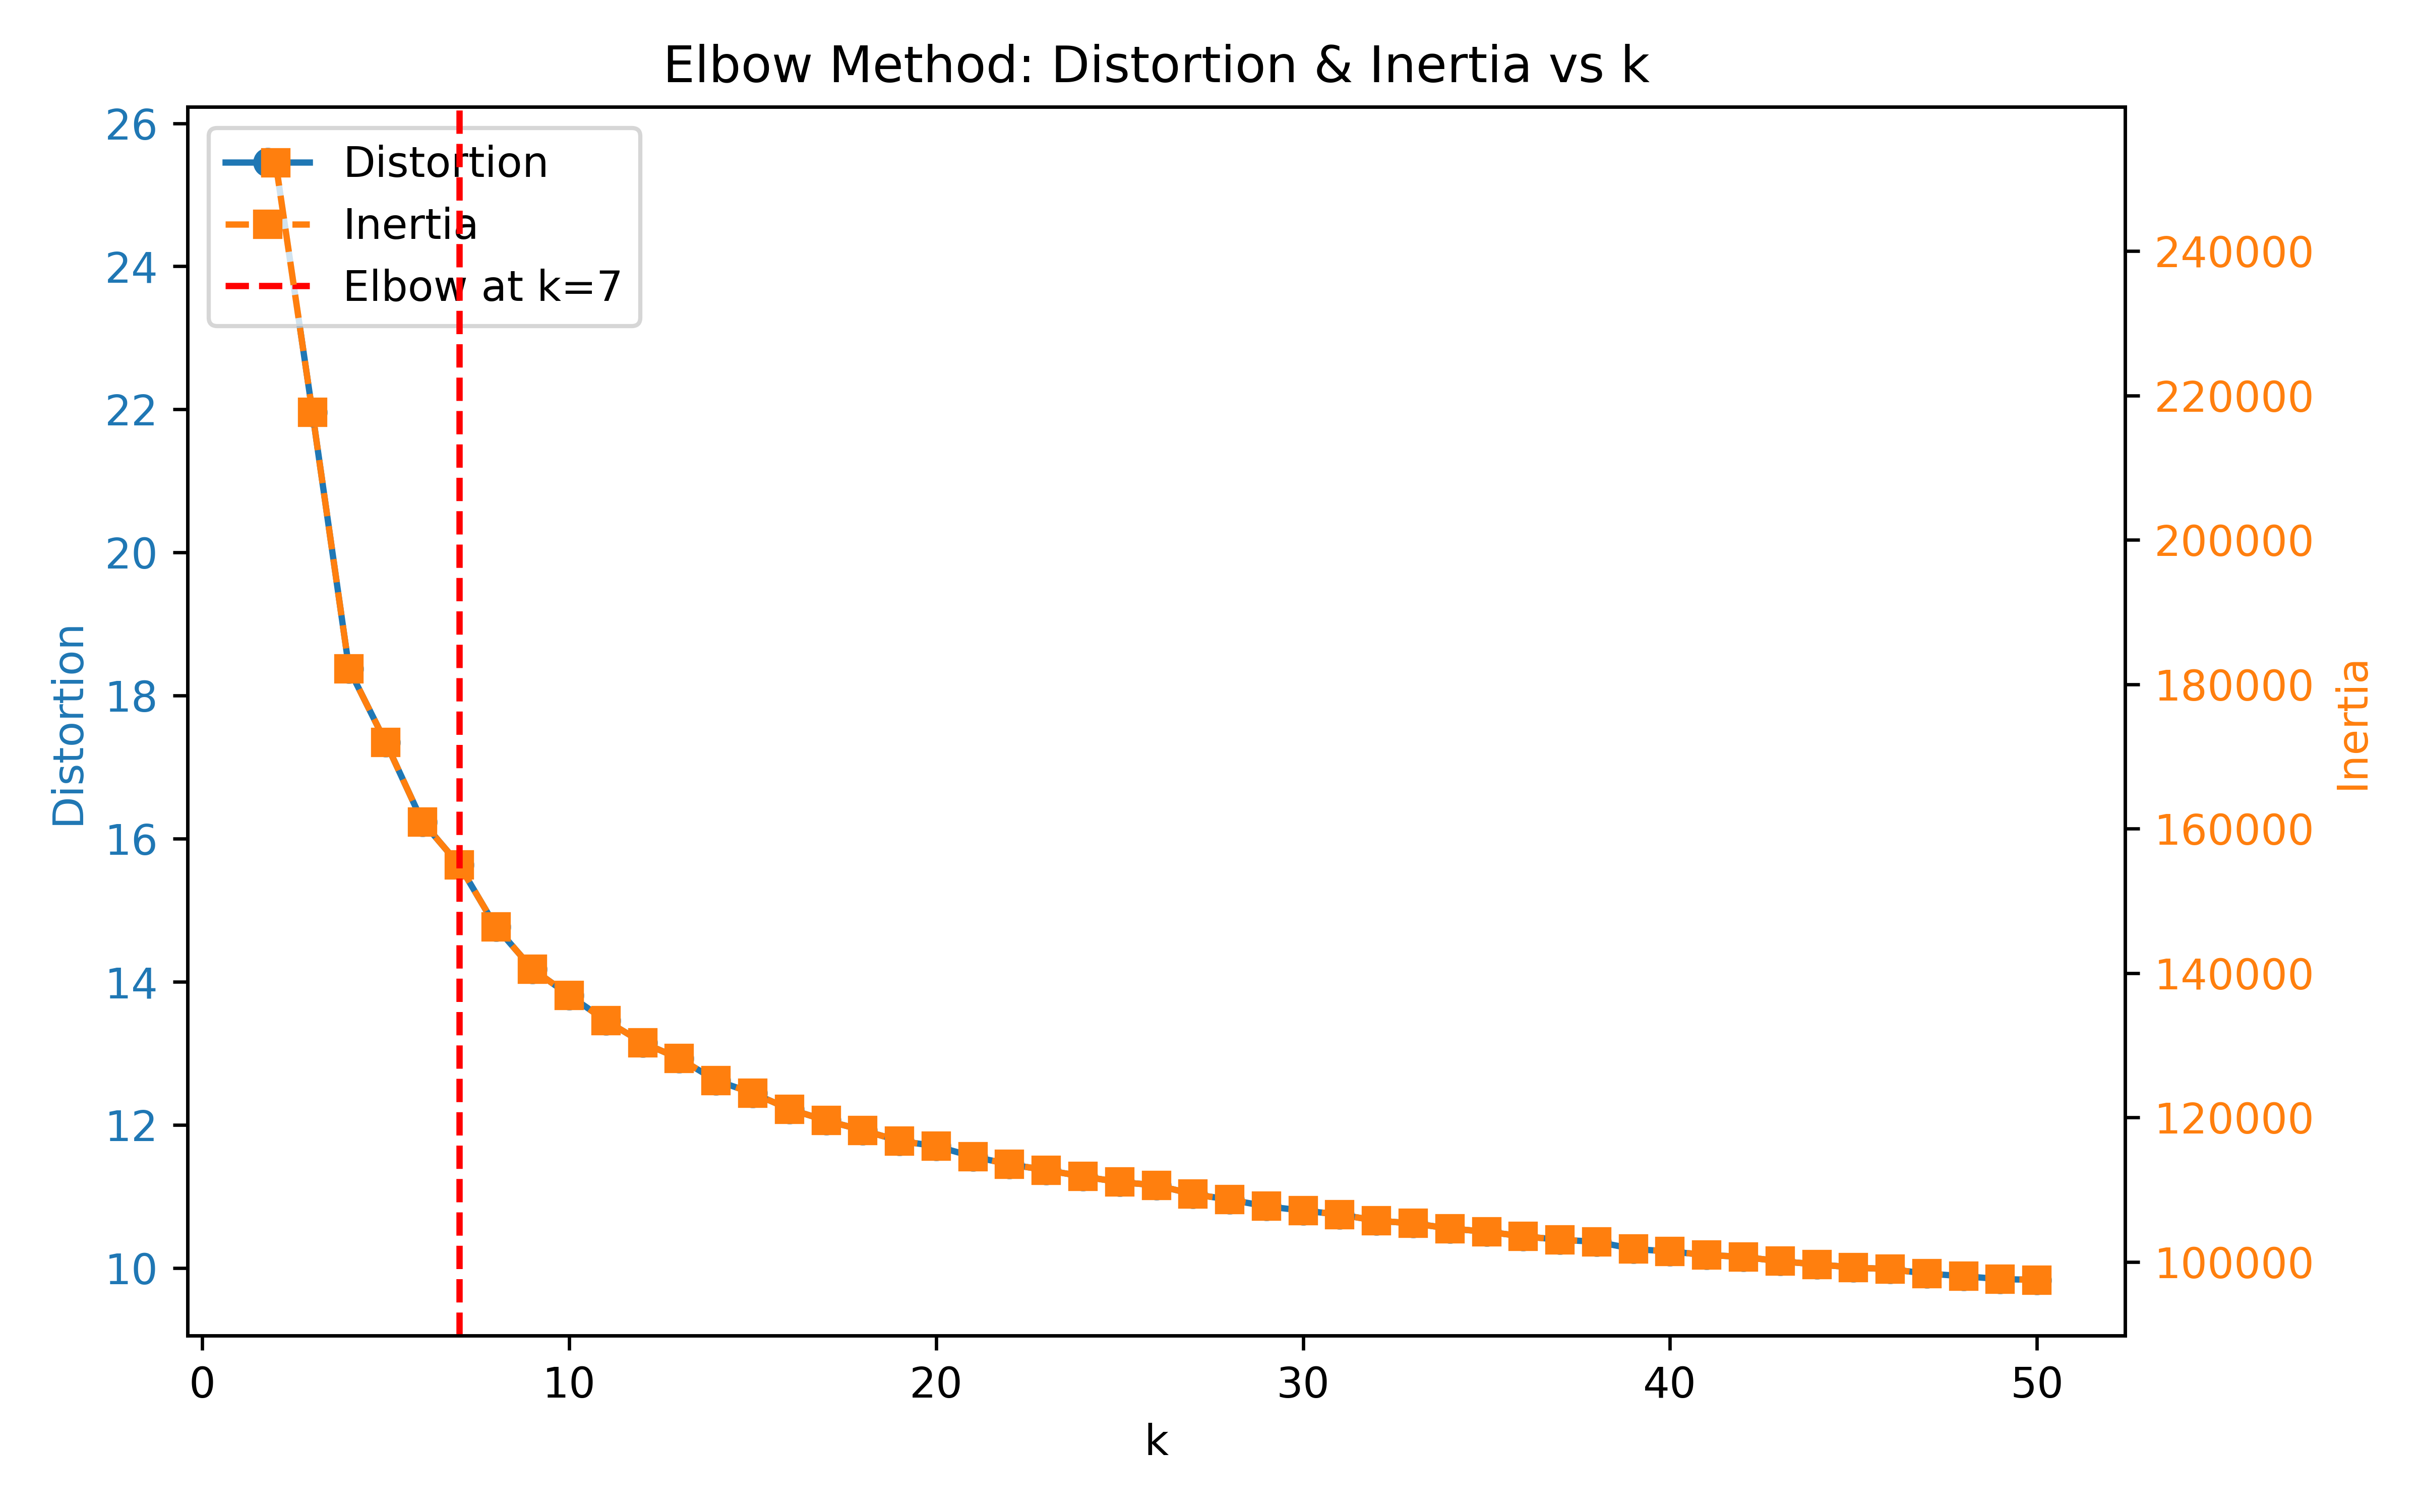 Elbow Method: Distortion & Inertia vs k
Distortion
Inertia
Elbow at k=7
Distortion
26
24
22
20
18
16
14
12
10
240000
220000
200000
180000
160000
140000
120000
100000
Inertia
0 10 20 30 40 50
k